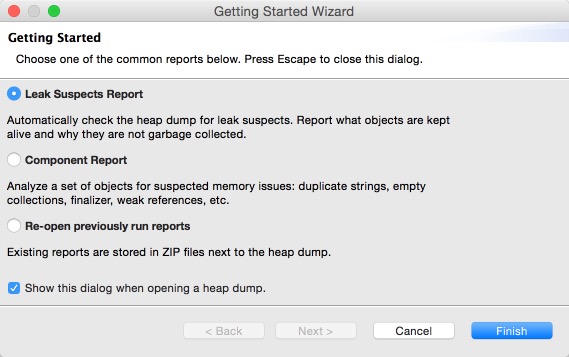 Getting Started Wizard
Getting Started
Choose one of the common reports below. Press Escape to close this dialog.
Leak Suspects Report
Automatically check the heap dump for leak suspects. Report what objects are kept
alive and why they are not garbage collected.
Component Report
Analyze a set of objects for suspected memory issues: duplicate strings, empty
collections, finalizer, weak references, etc.
Re-open previously run reports
Existing reports are stored in ZIP files next to the heap dump.
Show this dialog when opening a heap dump.
< Back Next > Cancel Finish